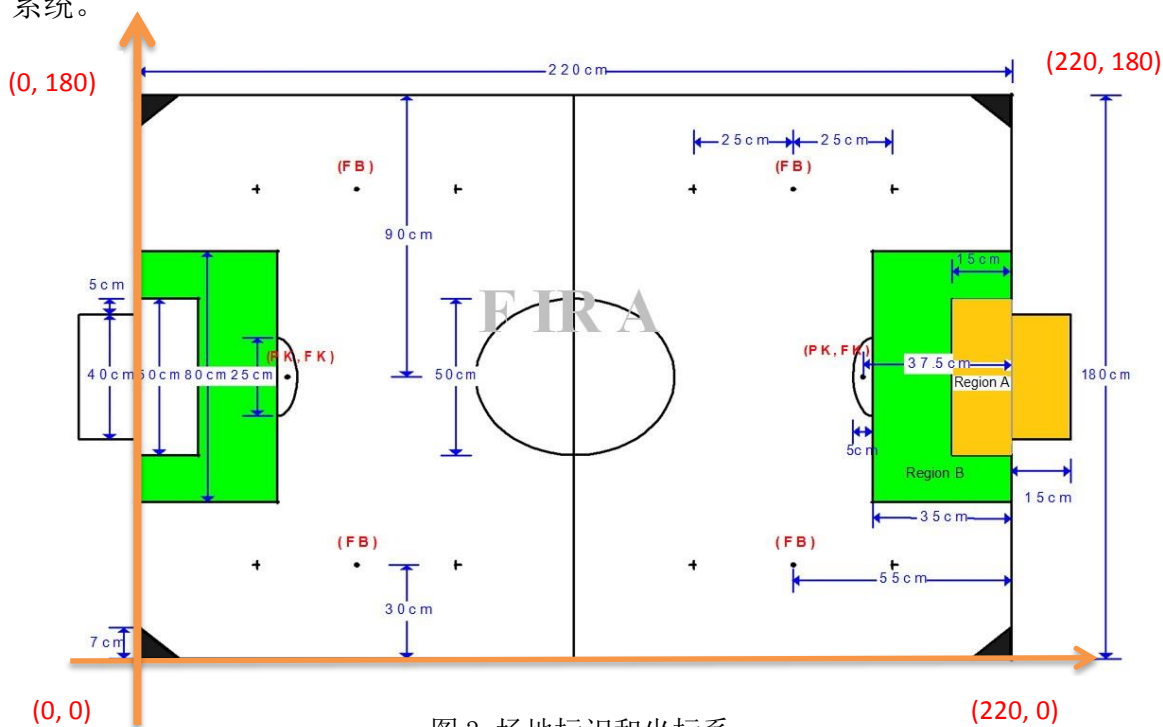 系统。
(0, 180)
220cm
(220, 180)
25cm
25cm
(FB)
(FB)
90cm
15cm
5cm
FIRA
(PK,FK)
(PK,FK)
40cm
50cm
80cm
25cm
50cm
37.5cm
Region A
180cm
5cm
Region B
15cm
35cm
(FB)
(FB)
55cm
30cm
7cm
(0, 0)
(220, 0)